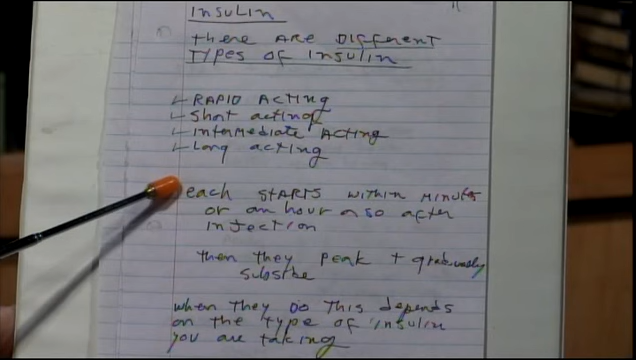 INSULIN
there ARE DIFFERENT
TYPES OF INSULIN
RAPID ACTING
Short acting
intermediate ACTING
Long acting
each STARTS within minutes
or an hour or so after
injection
then they peak + gradually
subsibe
when they DO This depends
on the type of insulin
you are taking